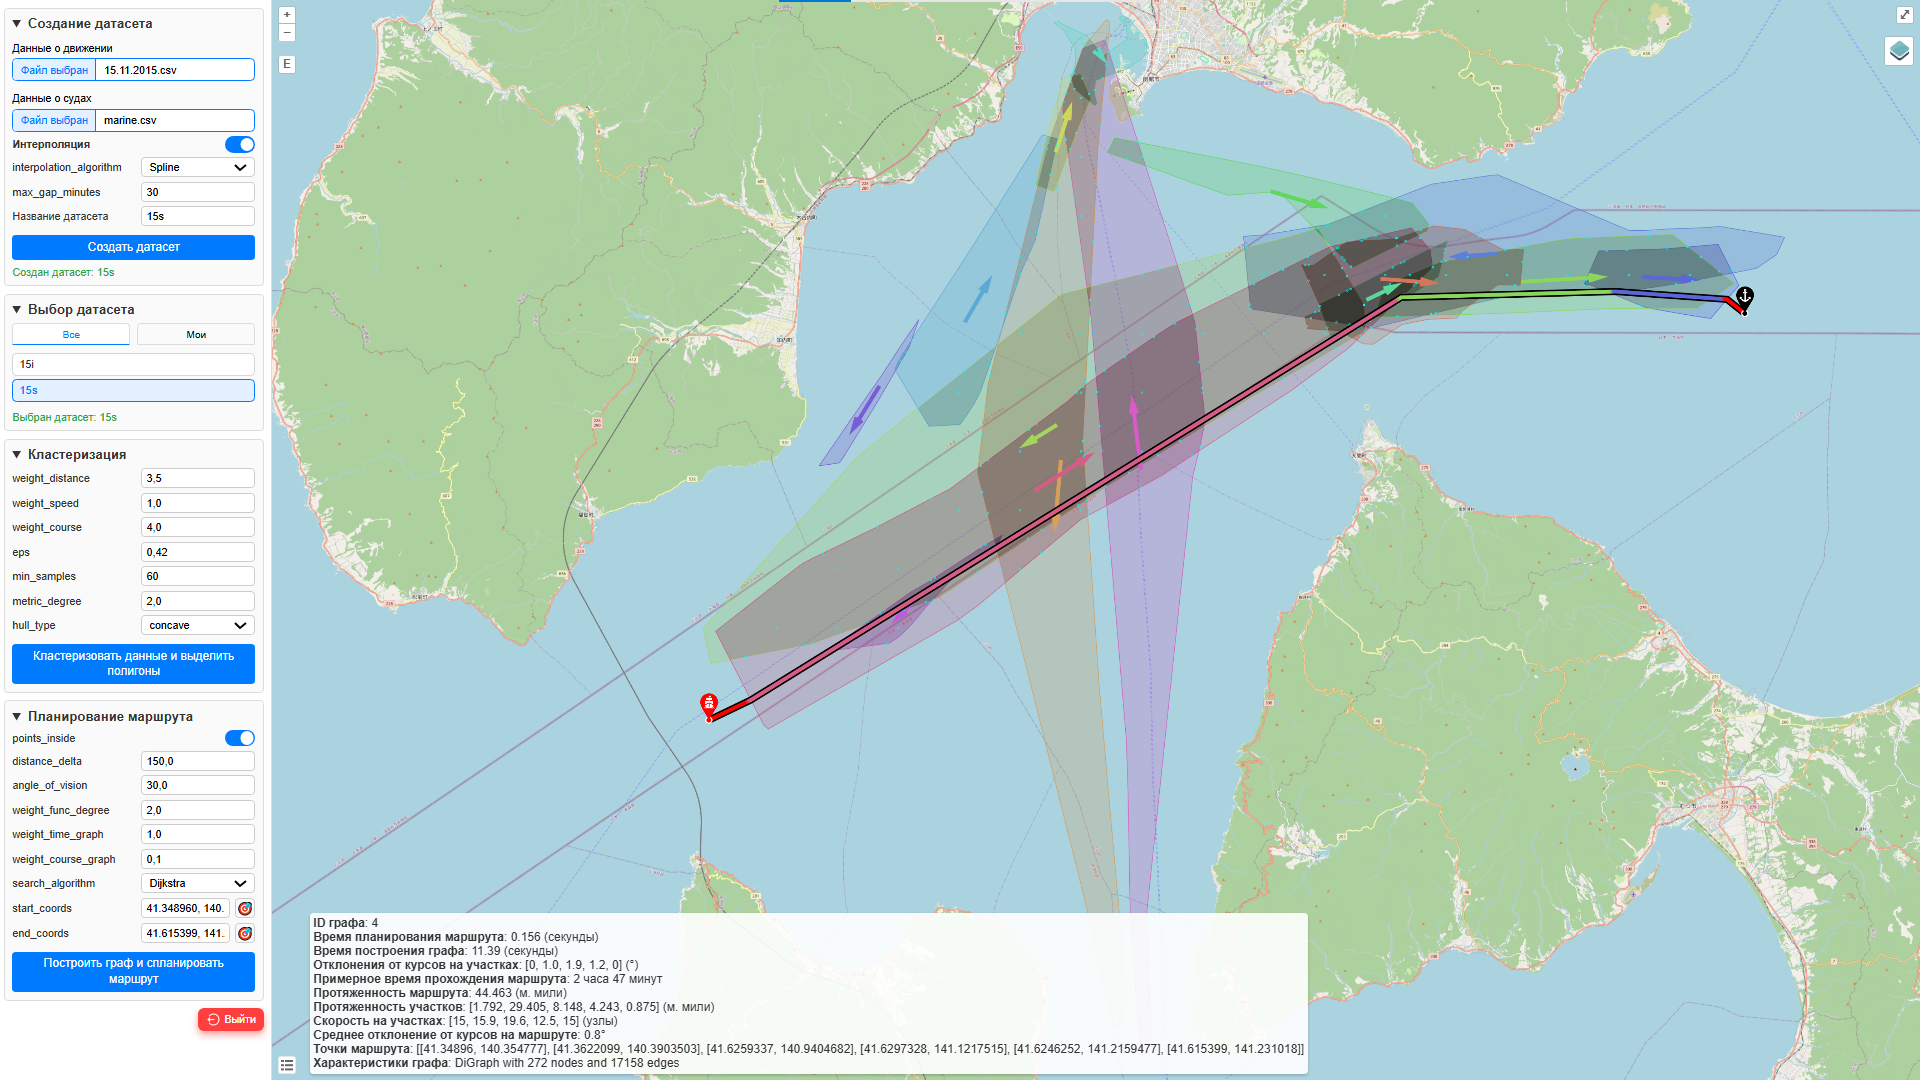 ▼ Создание датасета
Данные о движении
Файл выбран 15.11.2015.csv
Данные о судах
Файл выбран marine.csv
Интерполяция
interpolation_algorithm Spline
max_gap_minutes 30
Название датасета 15s
Создать датасет
Создан датасет: 15s
▼ Выбор датасета
Все Мои
15i
15s
Выбран датасет: 15s
▼ Кластеризация
weight_distance 3,5
weight_speed 1,0
weight_course 4,0
eps 0,42
min_samples 60
metric_degree 2,0
hull_type concave
Кластеризовать данные и выделить
полигоны
▼ Планирование маршрута
points_inside
distance_delta 150,0
angle_of_vision 30,0
weight_func_degree 2,0
weight_time_graph 1,0
weight_course_graph 0,1
search_algorithm Dijkstra
start_coords 41.348960, 140.
end_coords 41.615399, 141.
Построить граф и спланировать
маршрут
Выйти
+
−
E
ID графа: 4
Время планирования маршрута: 0.156 (секунды)
Время построения графа: 11.39 (секунды)
Отклонения от курсов на участках: [0, 1.0, 1.9, 1.2, 0] (°)
Примерное время прохождения маршрута: 2 часа 47 минут
Протяженность маршрута: 44.463 (м. мили)
Протяженность участков: [1.792, 29.405, 8.148, 4.243, 0.875] (м. мили)
Скорость на участках: [15, 15.9, 19.6, 12.5, 15] (узлы)
Среднее отклонение от курсов на маршруте: 0.8°
Точки маршрута: [[41.34896, 140.354777], [41.3622099, 140.3903503], [41.6259337, 140.9404682], [41.6297328, 141.1217515], [41.6246252, 141.2159477], [41.615399, 141.231018]]
Характеристики графа: DiGraph with 272 nodes and 17158 edges